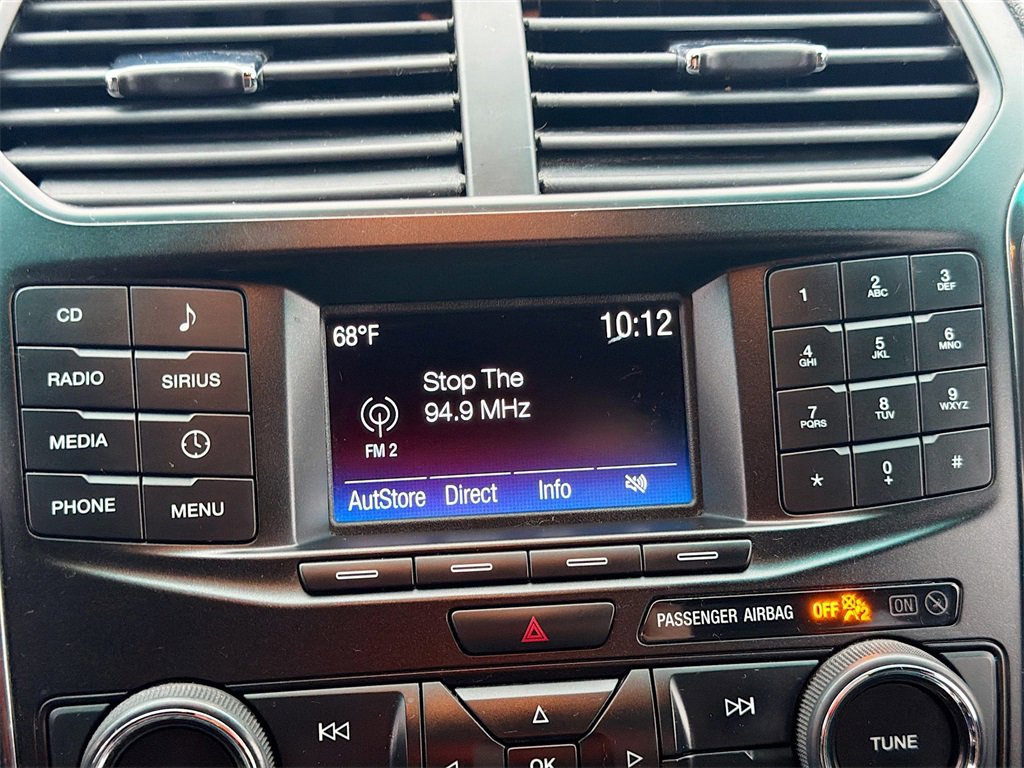 68°F
10:12
Stop The
94.9 MHz
FM 2
AutStore Direct Info
CD
RADIO SIRIUS
MEDIA
PHONE MENU
1 2 ABC 3 DEF
4 GHI 5 JKL 6 MNO
7 PQRS 8 TUV 9 WXYZ
* 0 + #
PASSENGER AIRBAG OFF 2 ON
OK
TUNE